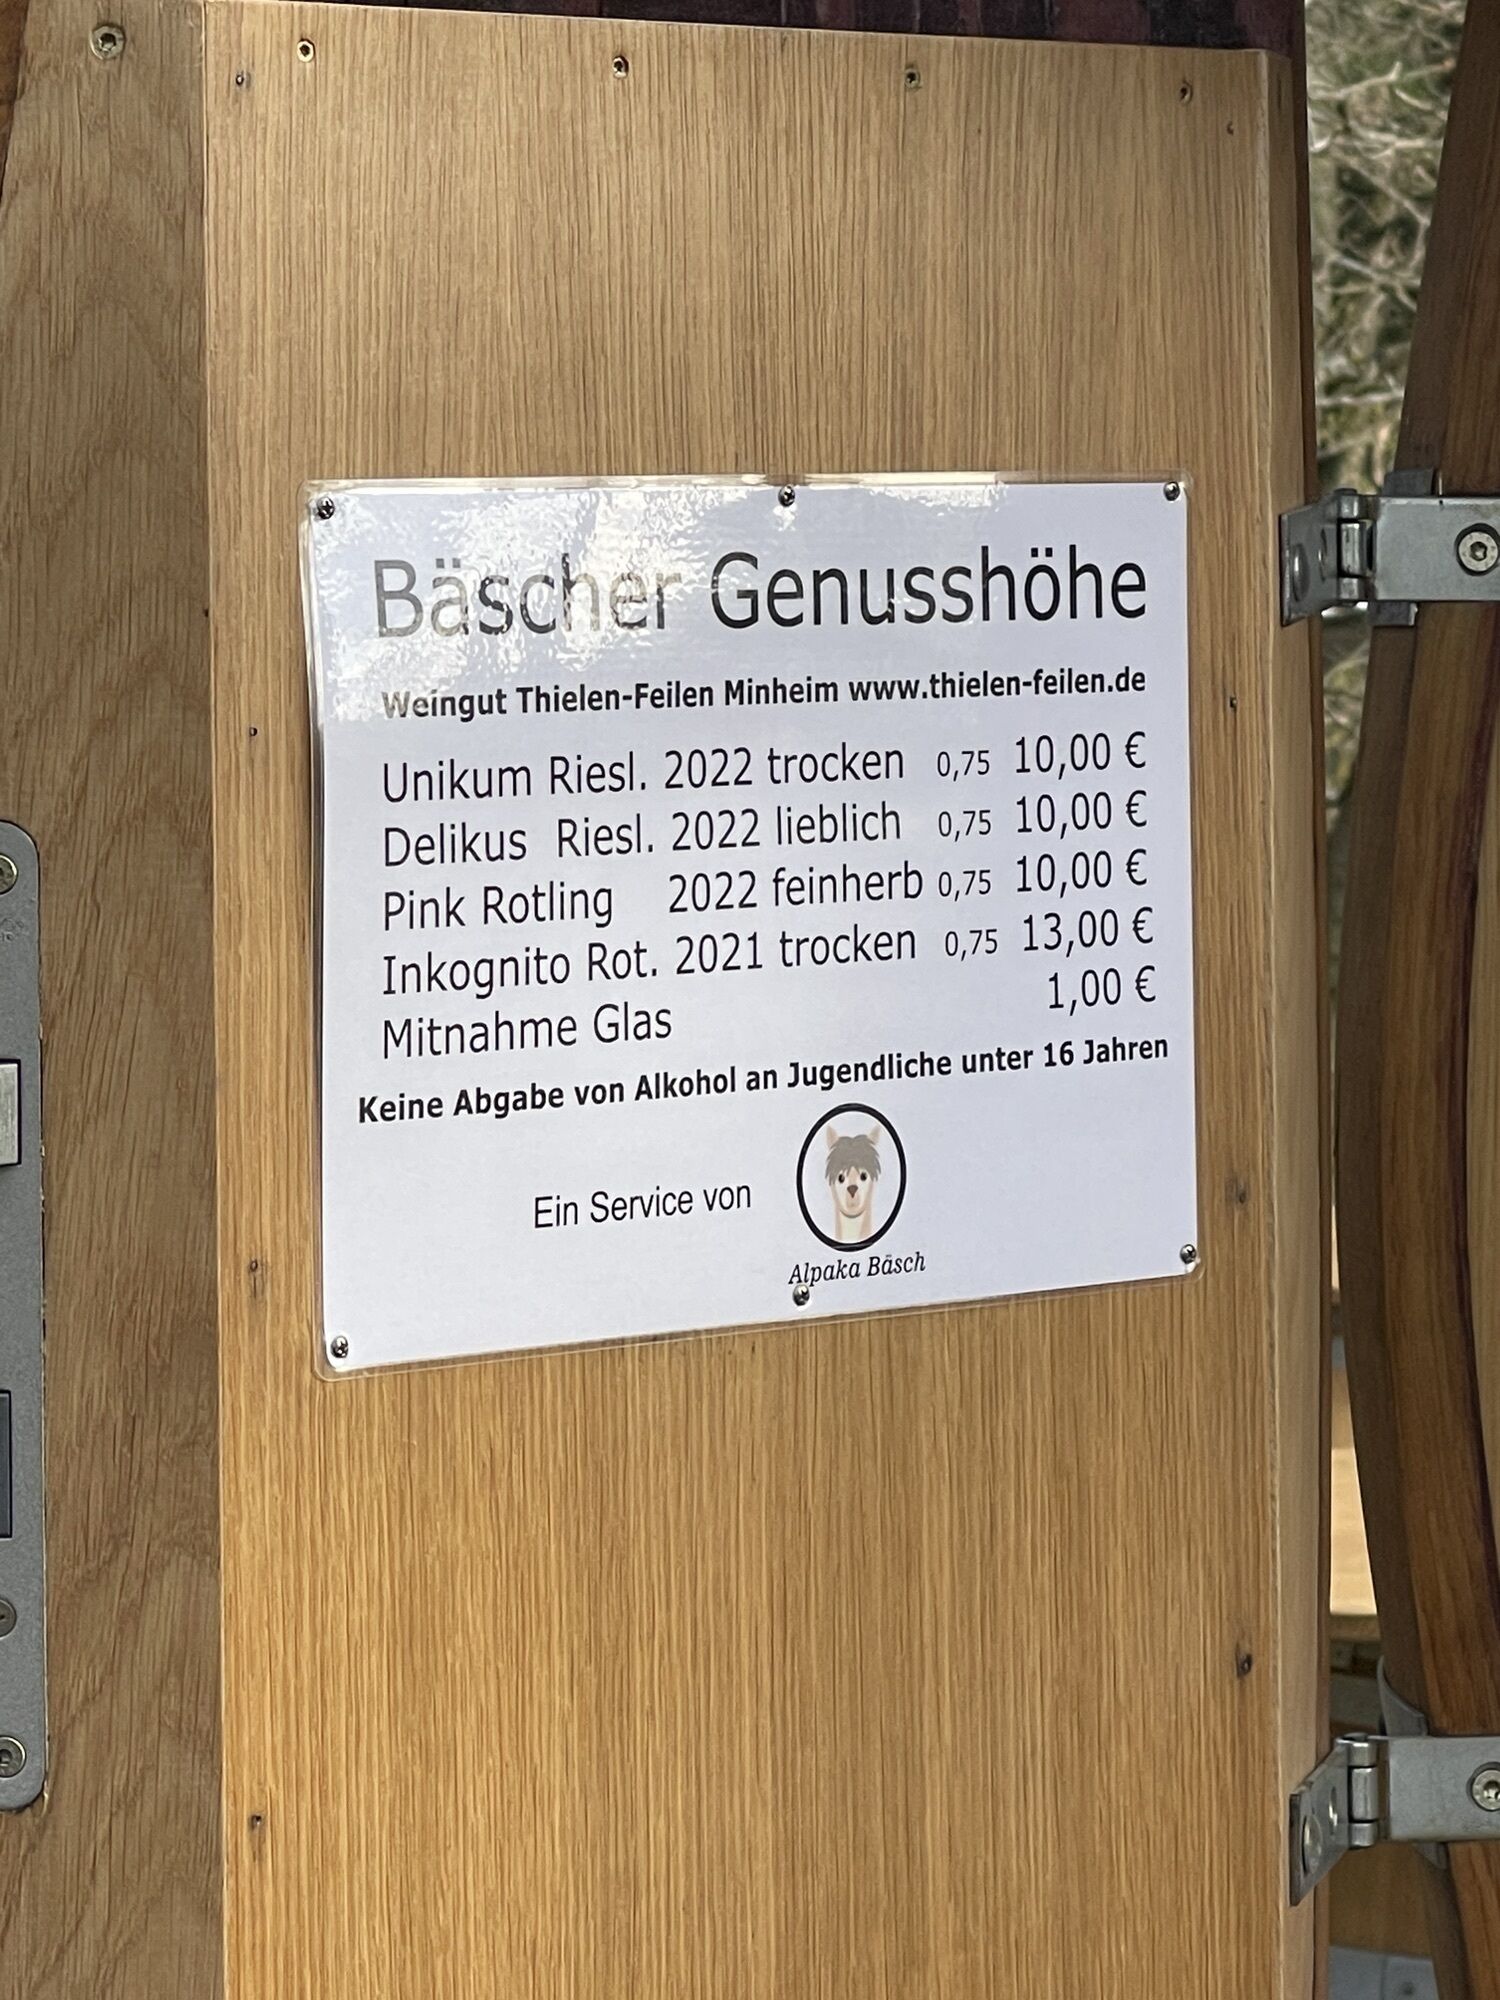 Bäscher Genusshöhe
Weingut Thielen-Feilen Minheim www.thielen-feilen.de
Unikum Riesl. 2022 trocken 0,75 10,00 €
Delikus Riesl. 2022 lieblich 0,75 10,00 €
Pink Rotling 2022 feinherb 0,75 10,00 €
Inkognito Rot. 2021 trocken 0,75 13,00 €
Mitnahme Glas 1,00 €
Keine Abgabe von Alkohol an Jugendliche unter 16 Jahren
Ein Service von
Alpaka Bäsch